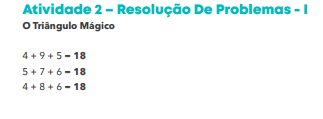 Atividade 2 – Resolução De Problemas - I
O Triângulo Mágico
4 + 9 + 5 = 18
5 + 7 + 6 = 18
4 + 8 + 6 = 18